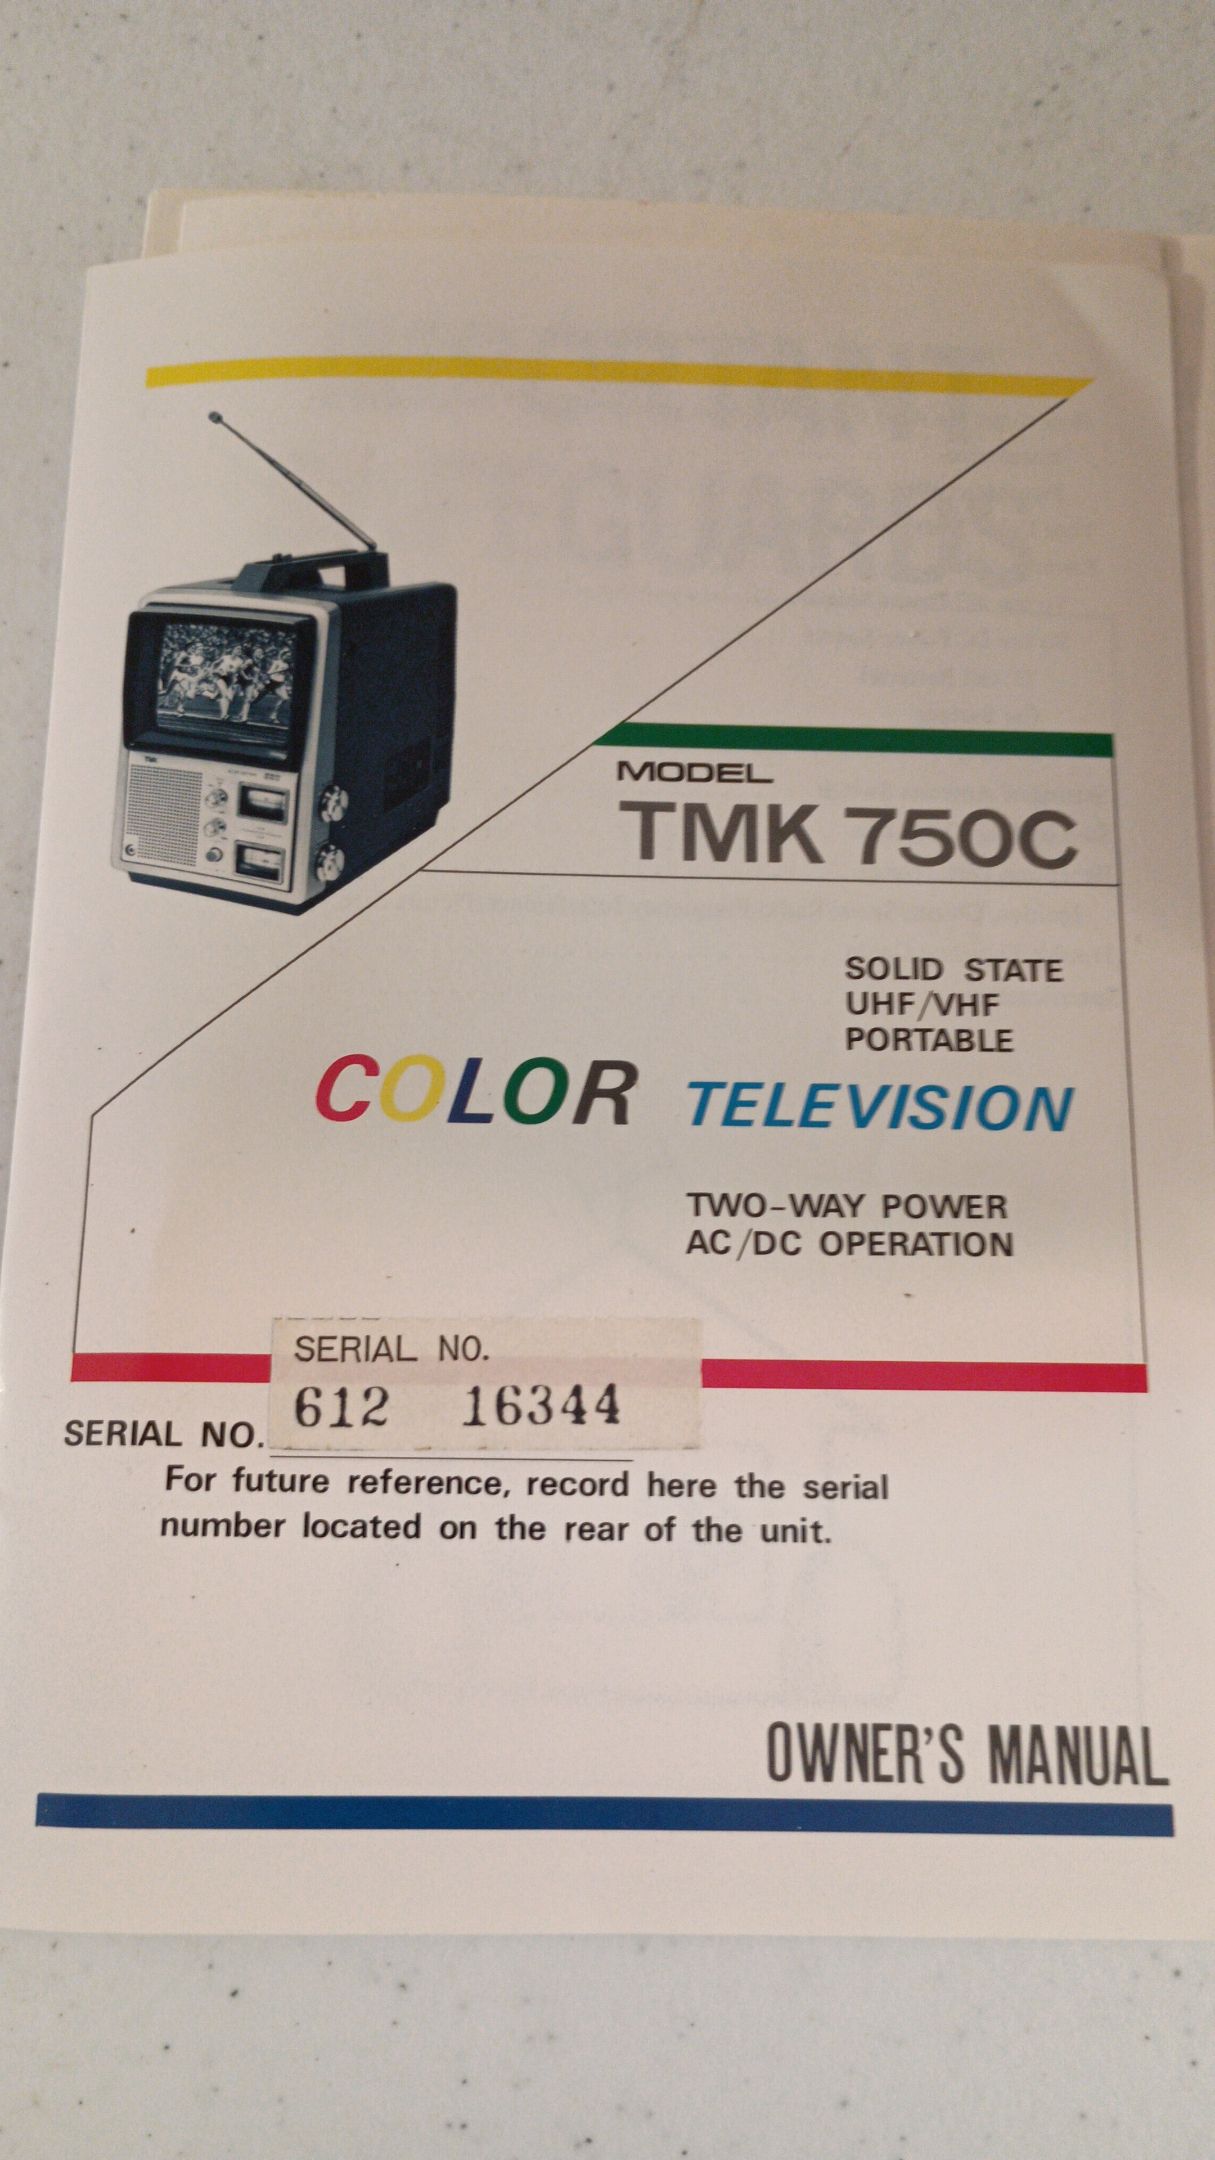 TMK
MODEL
TMK 750C
SOLID STATE
UHF/VHF
PORTABLE
COLOR TELEVISION
TWO-WAY POWER
AC/DC OPERATION
SERIAL NO.
612 16344
SERIAL NO.
For future reference, record here the serial
number located on the rear of the unit.
OWNER'S MANUAL